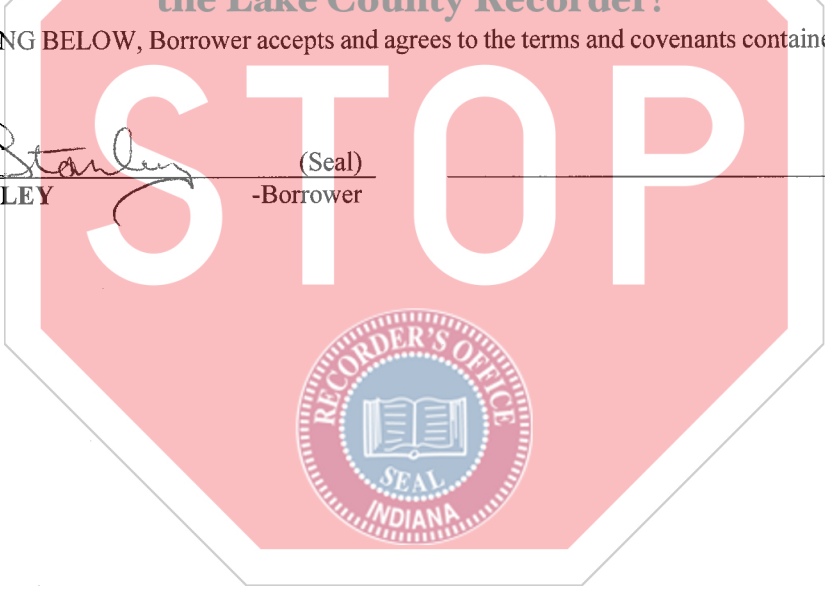 the Lake County Recorder!
NG BELOW, Borrower accepts and agrees to the terms and covenants containe
STOP
Stanley
(Seal)
LEY
-Borrower
RECORDER'S OFFICE
SEAL
INDIANA